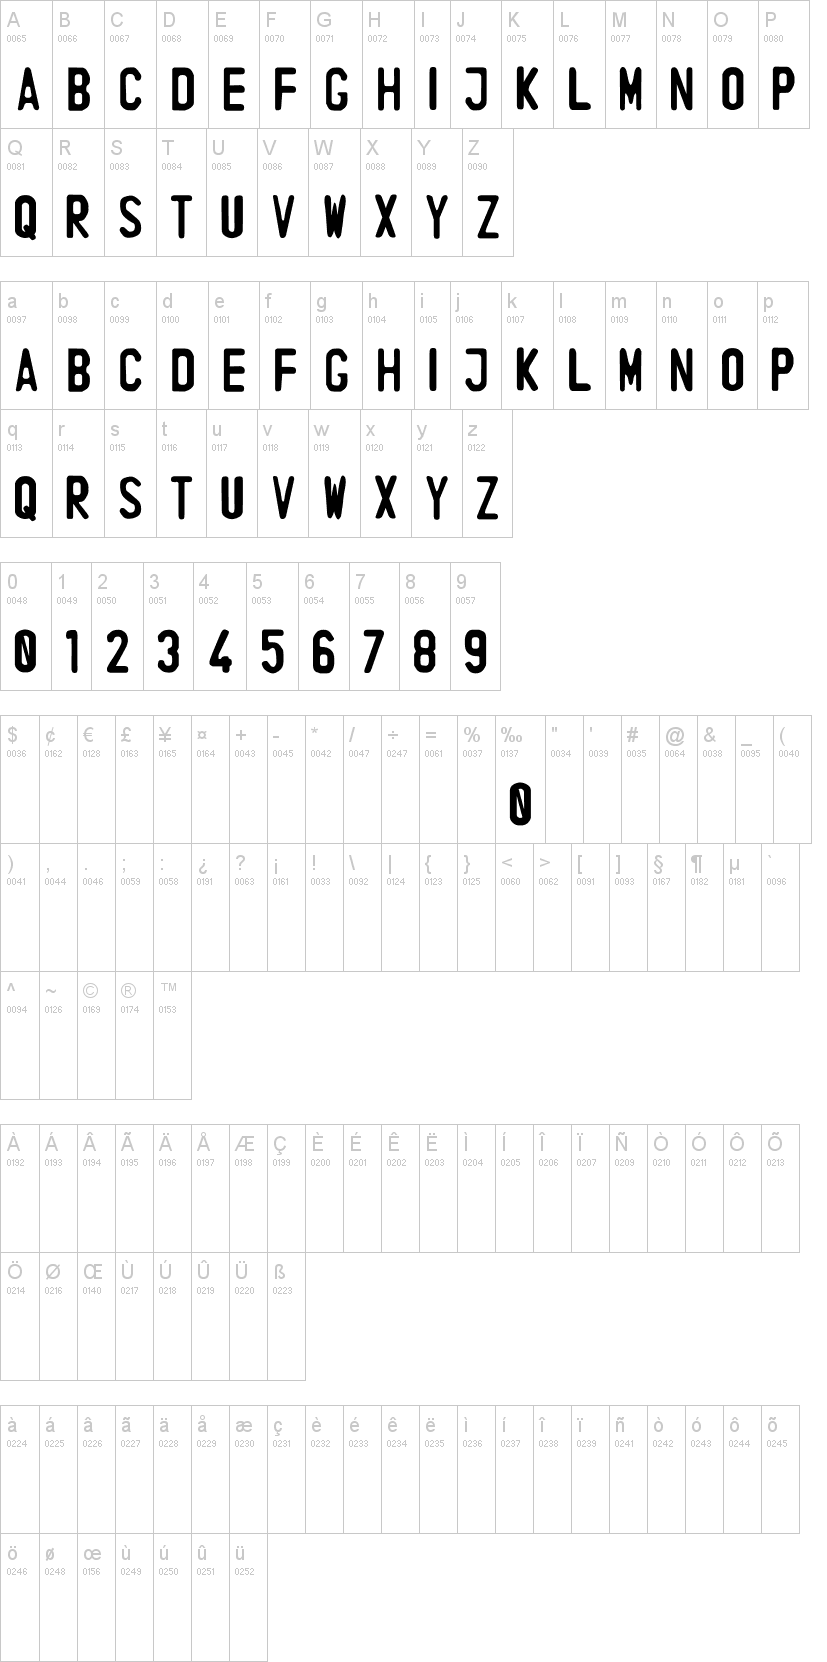 A B C D E F G H I J K L M N O P
0065 0066 0067 0068 0069 0070 0071 0072 0073 0074 0075 0076 0077 0078 0079 0080
A B C D E F G H I J K L M N O P
Q R S T U V W X Y Z
0081 0082 0083 0084 0085 0086 0087 0088 0089 0090
Q R S T U V W X Y Z
a b c d e f g h i j k l m n o p
0097 0098 0099 0100 0101 0102 0103 0104 0105 0106 0107 0108 0109 0110 0111 0112
A B C D E F G H I J K L M N O P
q r s t u v w x y z
0113 0114 0115 0116 0117 0118 0119 0120 0121 0122
Q R S T U V W X Y Z
0 1 2 3 4 5 6 7 8 9
0048 0049 0050 0051 0052 0053 0054 0055 0056 0057
0 1 2 3 4 5 6 7 8 9
$ ¢ € £ ¥ ¤ + - * / ÷ = % ‰ " ' # @ & _ (
0036 0162 0128 0163 0165 0164 0043 0045 0042 0047 0247 0061 0037 0137 0034 0039 0035 0064 0038 0095 0040
0
) , . ; : ¿ ? ¡ ! \ | { } < > [ ] § ¶ µ `
0041 0044 0046 0059 0058 0191 0063 0161 0033 0092 0124 0123 0125 0060 0062 0091 0093 0167 0182 0181 0096
^ ~ © ® ™
0094 0126 0169 0174 0153
À Á Â Ã Ä Å Æ Ç È É Ê Ë Ì Í Î Ï Ñ Ò Ó Ô Õ
0192 0193 0194 0195 0196 0197 0198 0199 0200 0201 0202 0203 0204 0205 0206 0207 0209 0210 0211 0212 0213
Ö Ø Œ Ù Ú Û Ü ß
0214 0216 0140 0217 0218 0219 0220 0223
à á â ã ä å æ ç è é ê ë ì í î ï ñ ò ó ô õ
0224 0225 0226 0227 0228 0229 0230 0231 0232 0233 0234 0235 0236 0237 0238 0239 0241 0242 0243 0244 0245
ö ø œ ù ú û ü
0246 0248 0156 0249 0250 0251 0252